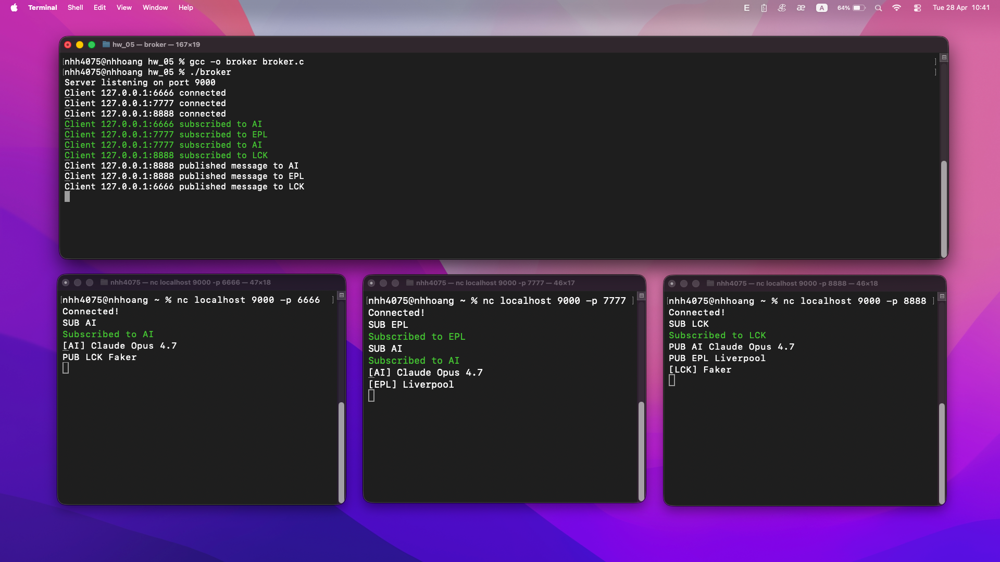 Terminal Shell Edit View Window Help
E æ A 64% Tue 28 Apr 10:41
hw_05 — broker — 167×19
[nhh4075@nhhoang hw_05 % gcc -o broker broker.c ]
[nhh4075@nhhoang hw_05 % ./broker ]
Server listening on port 9000
Client 127.0.0.1:6666 connected
Client 127.0.0.1:7777 connected
Client 127.0.0.1:8888 connected
Client 127.0.0.1:6666 subscribed to AI
Client 127.0.0.1:7777 subscribed to EPL
Client 127.0.0.1:7777 subscribed to AI
Client 127.0.0.1:8888 subscribed to LCK
Client 127.0.0.1:8888 published message to AI
Client 127.0.0.1:8888 published message to EPL
Client 127.0.0.1:6666 published message to LCK
nhh4075 — nc localhost 9000 -p 6666 — 47×18
[nhh4075@nhhoang ~ % nc localhost 9000 -p 6666 ]
Connected!
SUB AI
Subscribed to AI
[AI] Claude Opus 4.7
PUB LCK Faker
nhh4075 — nc localhost 9000 -p 7777 — 46×17
[nhh4075@nhhoang ~ % nc localhost 9000 -p 7777 ]
Connected!
SUB EPL
Subscribed to EPL
SUB AI
Subscribed to AI
[AI] Claude Opus 4.7
[EPL] Liverpool
nhh4075 — nc localhost 9000 -p 8888 — 46×18
[nhh4075@nhhoang ~ % nc localhost 9000 -p 8888 ]
Connected!
SUB LCK
Subscribed to LCK
PUB AI Claude Opus 4.7
PUB EPL Liverpool
[LCK] Faker